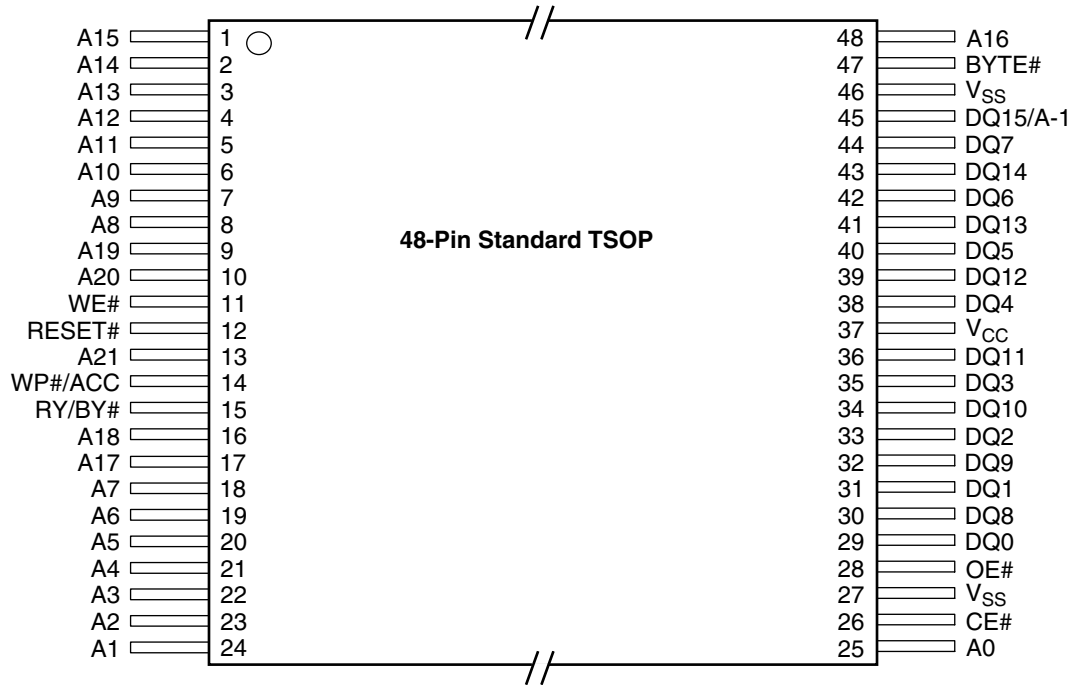 A15 1 48 A16
A14 2 47 BYTE#
A13 3 46 VSS
A12 4 45 DQ15/A-1
A11 5 44 DQ7
A10 6 43 DQ14
A9 7 42 DQ6
A8 8 41 DQ13
48-Pin Standard TSOP
A19 9 40 DQ5
A20 10 39 DQ12
WE# 11 38 DQ4
RESET# 12 37 VCC
A21 13 36 DQ11
WP#/ACC 14 35 DQ3
RY/BY# 15 34 DQ10
A18 16 33 DQ2
A17 17 32 DQ9
A7 18 31 DQ1
A6 19 30 DQ8
A5 20 29 DQ0
A4 21 28 OE#
A3 22 27 VSS
A2 23 26 CE#
A1 24 25 A0